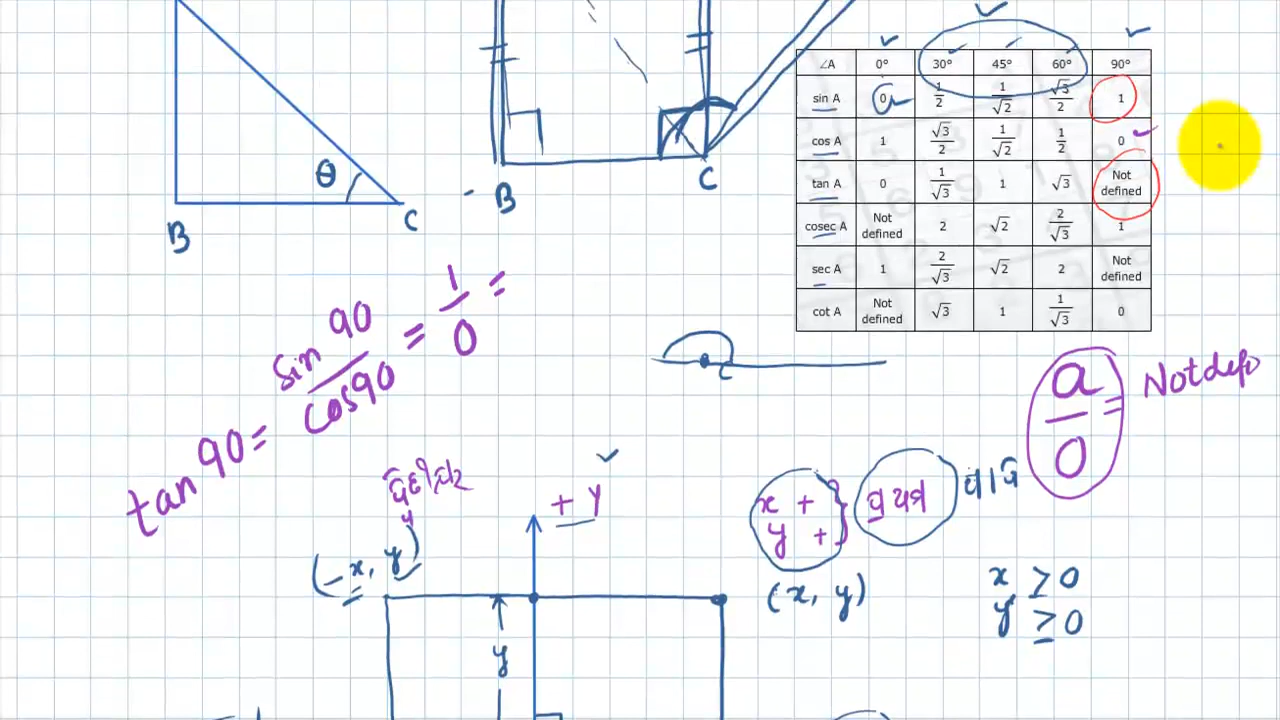 ∠A 0° 30° 45° 60° 90°
sin A 0 1/2 1/√2 √3/2 1
cos A 1 √3/2 1/√2 1/2 0
tan A 0 1/√3 1 √3 Not defined
cosec A Not defined 2 √2 2/√3 1
sec A 1 2/√3 √2 2 Not defined
cot A Not defined √3 1 1/√3 0
θ
B
C
B
C
tan 90 = sin 90 / cos 90 = 1/0 =
C
a/0 = Notdefo
+ y
(-x, y)
y
x +
y +
(x, y)
x ≥ 0
y ≥ 0
y